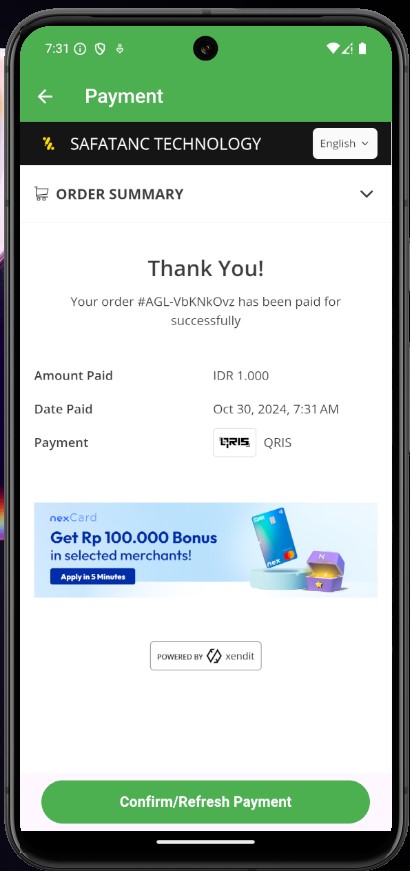 7:31
Payment
SAFATANC TECHNOLOGY
English
ORDER SUMMARY
Thank You!
Your order #AGL-VbKNkOvz has been paid for
successfully
Amount Paid IDR 1.000
Date Paid Oct 30, 2024, 7:31 AM
Payment QRIS QRIS
nexCard
Get Rp 100.000 Bonus
in selected merchants!
Apply in 5 Minutes
nex
N
POWERED BY xendit
Confirm/Refresh Payment